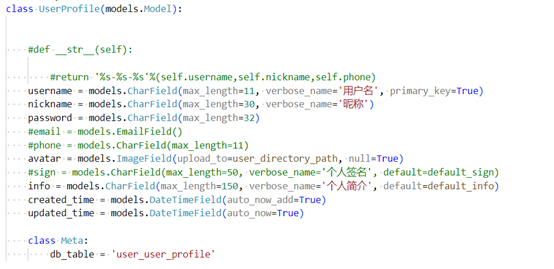 class UserProfile(models.Model):
#def __str__(self):
#return '%s-%s-%s'%(self.username,self.nickname,self.phone)
username = models.CharField(max_length=11, verbose_name='用户名', primary_key=True)
nickname = models.CharField(max_length=30, verbose_name='昵称')
password = models.CharField(max_length=32)
#email = models.EmailField()
#phone = models.CharField(max_length=11)
avatar = models.ImageField(upload_to=user_directory_path, null=True)
#sign = models.CharField(max_length=50, verbose_name='个人签名', default=default_sign)
info = models.CharField(max_length=150, verbose_name='个人简介', default=default_info)
created_time = models.DateTimeField(auto_now_add=True)
updated_time = models.DateTimeField(auto_now=True)
class Meta:
db_table = 'user_user_profile'